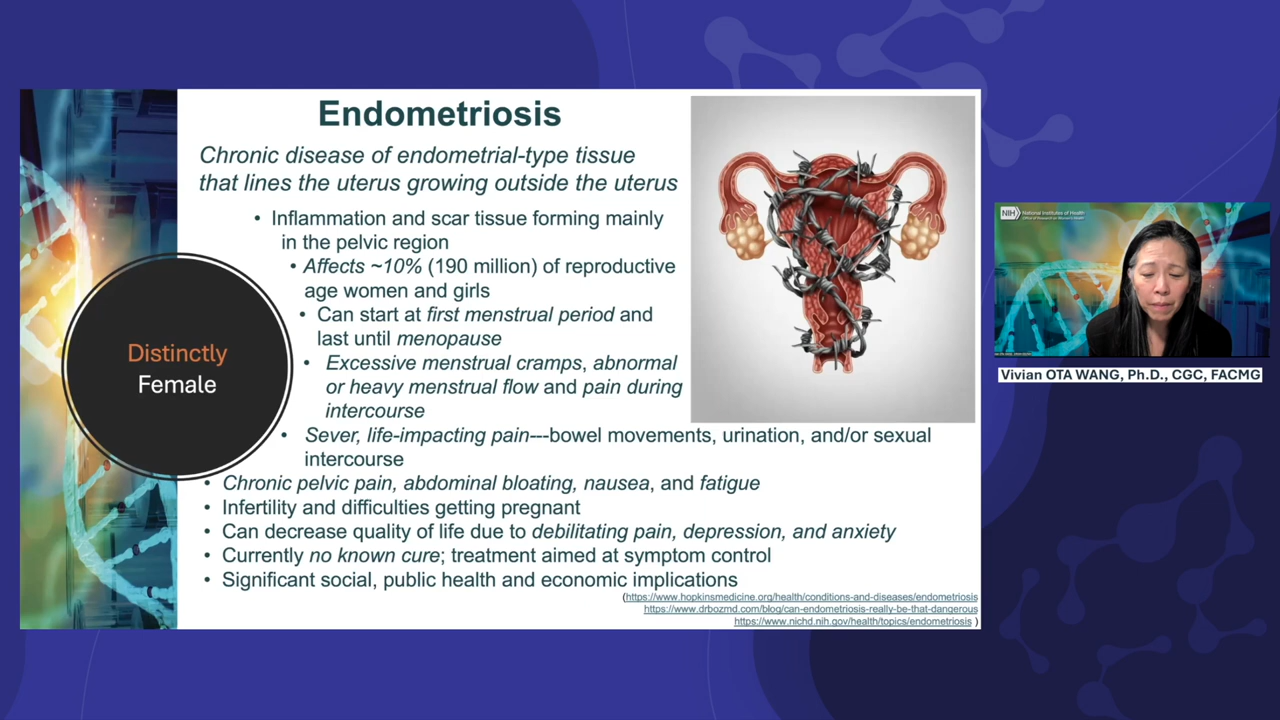 Endometriosis
Chronic disease of endometrial-type tissue
that lines the uterus growing outside the uterus
• Inflammation and scar tissue forming mainly
in the pelvic region
• Affects ~10% (190 million) of reproductive
age women and girls
• Can start at first menstrual period and
last until menopause
• Excessive menstrual cramps, abnormal
or heavy menstrual flow and pain during
intercourse
• Sever, life-impacting pain---bowel movements, urination, and/or sexual
intercourse
• Chronic pelvic pain, abdominal bloating, nausea, and fatigue
• Infertility and difficulties getting pregnant
• Can decrease quality of life due to debilitating pain, depression, and anxiety
• Currently no known cure; treatment aimed at symptom control
• Significant social, public health and economic implications
(https://www.hopkinsmedicine.org/health/conditions-and-diseases/endometriosis
https://www.drbozmd.com/blog/can-endometriosis-really-be-that-dangerous
https://www.nichd.nih.gov/health/topics/endometriosis )
Distinctly
Female
NIH National Institutes of Health
Office of Research on Women's Health
Vivian OTA WANG, Ph.D., CGC, FACMG